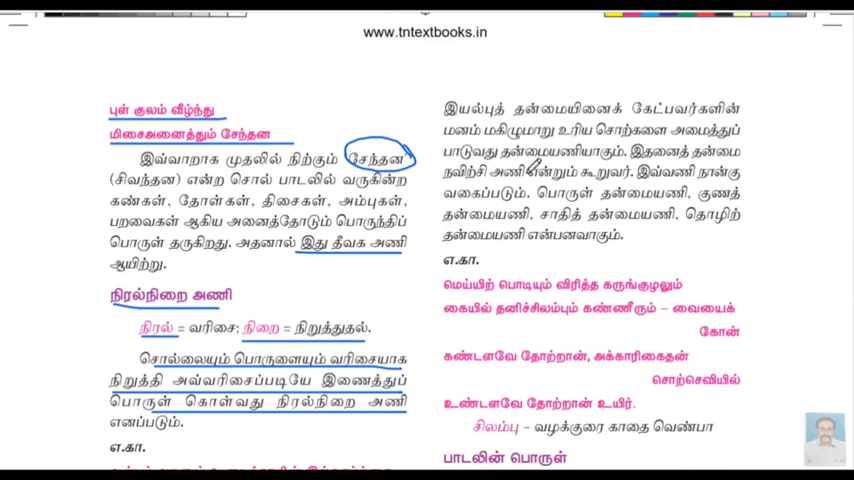 www.tntextbooks.in
புள் குலம் வீழ்ந்து
மிசைஅனைத்தும் சேந்தன
இவ்வாறாக முதலில் நிற்கும் சேந்தன
(சிவந்தன) என்ற சொல் பாடலில் வருகின்ற
கண்கள், தோள்கள், திசைகள், அம்புகள்,
பறவைகள் ஆகிய அனைத்தோடும் பொருந்திப்
பொருள் தருகிறது. அதனால் இது தீவக அணி
ஆயிற்று.
நிரல்நிறை அணி
நிரல் = வரிசை; நிறை = நிறுத்துதல்.
சொல்லையும் பொருளையும் வரிசையாக
நிறுத்தி அவ்வரிசைப்படியே இணைத்துப்
பொருள் கொள்வது நிரல்நிறை அணி
எனப்படும்.
எ.கா.
இயல்புத் தன்மையினைக் கேட்பவர்களின்
மனம் மகிழுமாறு உரிய சொற்களை அமைத்துப்
பாடுவது தன்மையணியாகும். இதனைத் தன்மை
நவிற்சி அணி என்றும் கூறுவர். இவ்வணி நான்கு
வகைப்படும். பொருள் தன்மையணி, குணத்
தன்மையணி, சாதித் தன்மையணி, தொழிற்
தன்மையணி என்பனவாகும்.
எ.கா.
மெய்யிற் பொடியும் விரித்த கருங்குழலும்
கையில் தனிச்சிலம்பும் கண்ணீரும் – வையைக்
கோன்
கண்டளவே தோற்றான், அக்காரிகைதன்
சொற்செவியில்
உண்டளவே தோற்றான் உயிர்.
சிலம்பு – வழக்குரை காதை வெண்பா
பாடலின் பொருள்